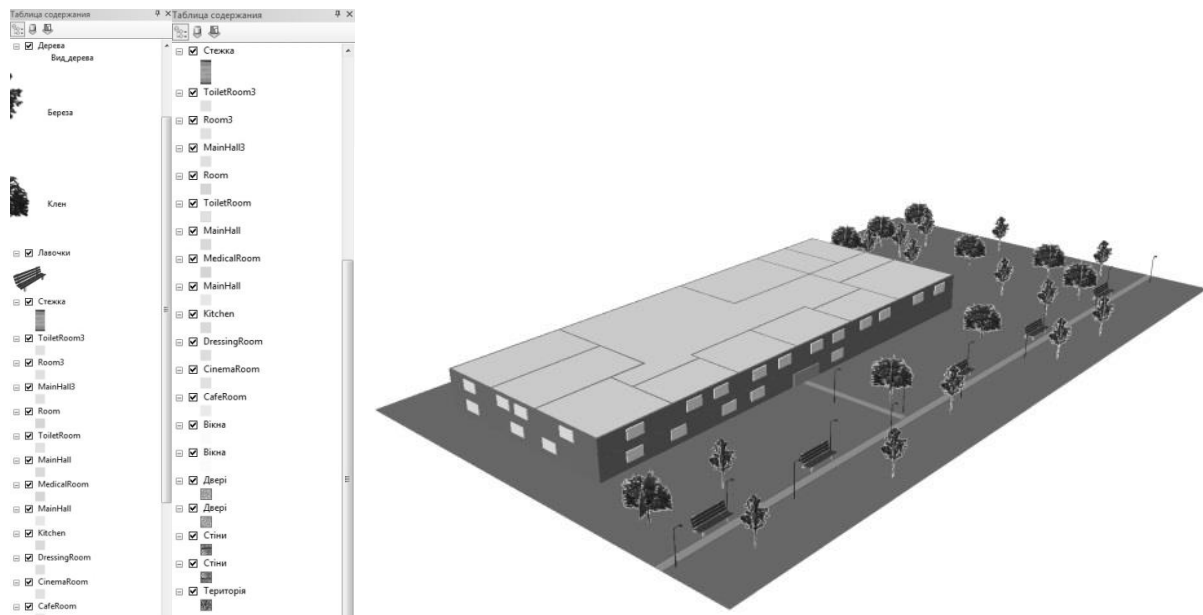 Таблица содержания
Дерева
Вид_дерева
Береза
Клен
Лавочки
Стежка
ToiletRoom3
Room3
MainHall3
Room
ToiletRoom
MainHall
MedicalRoom
MainHall
Kitchen
DressingRoom
CinemaRoom
CafeRoom
Таблица содержания
Стежка
ToiletRoom3
Room3
MainHall3
Room
ToiletRoom
MainHall
MedicalRoom
MainHall
Kitchen
DressingRoom
CinemaRoom
CafeRoom
Вікна
Вікна
Двері
Двері
Стіни
Стіни
Територія